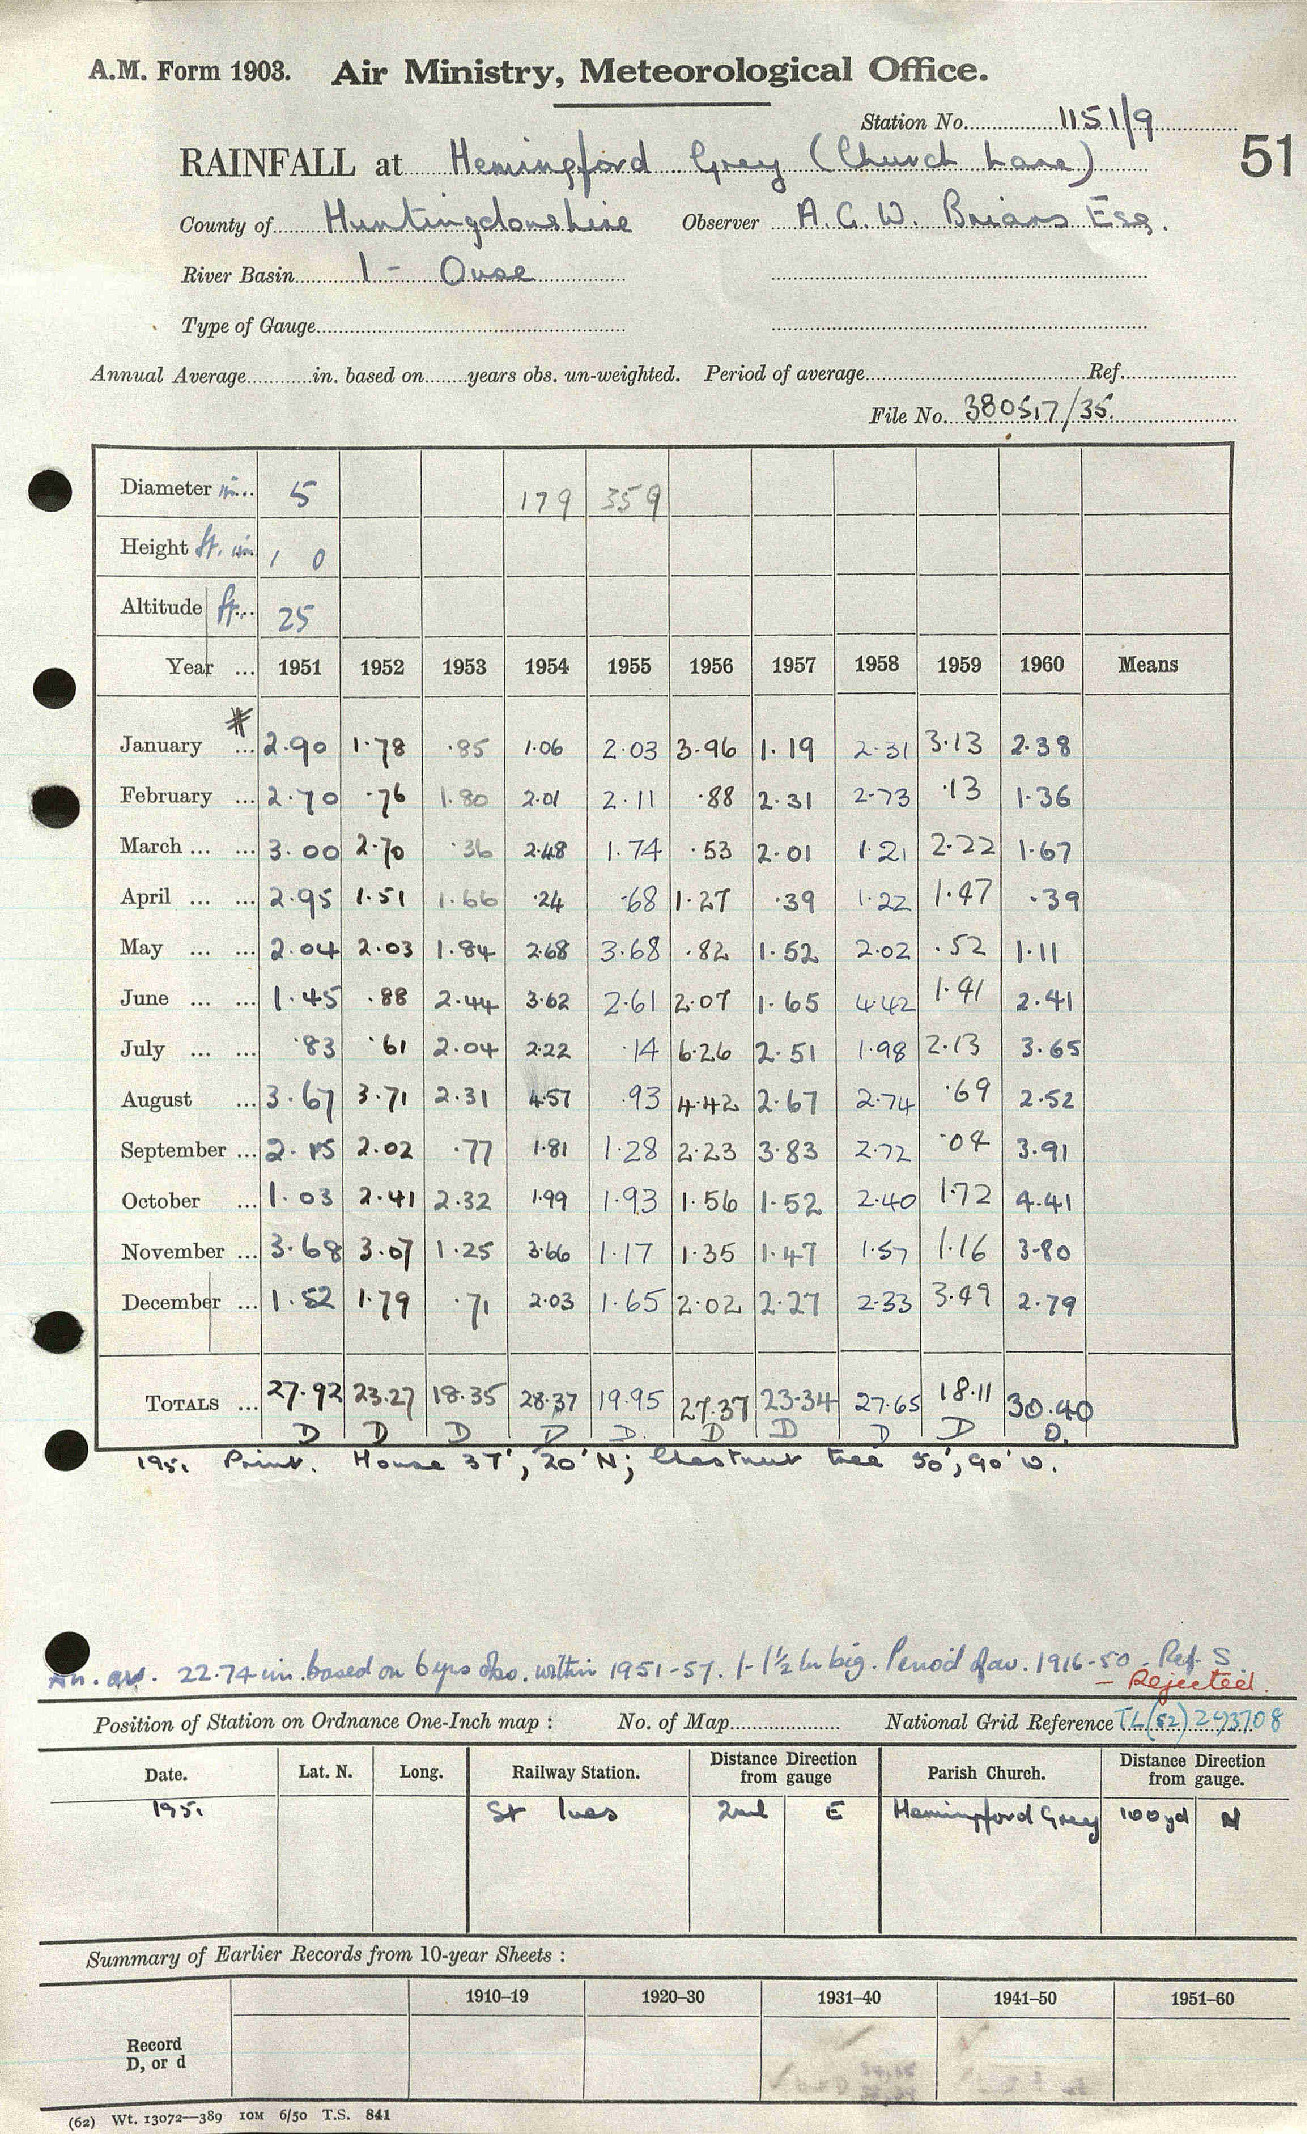 A.M. Form 1903. Air Ministry, Meteorological Office.
Station No. 1151/9
51
RAINFALL at Hemingford Grey (Church Lane)
County of Huntingdonshire Observer A. G. W. Brians Esq.
River Basin 1 - Ouse
Type of Gauge
Annual Average in. based on years obs. un-weighted. Period of average Ref.
File No. 380517/35.
Diameter in. 5 179 359
Height ft. in 1 0
Altitude ft. 25
Year ... 1951 1952 1953 1954 1955 1956 1957 1958 1959 1960 Means
#
January ... 2.90 1.78 .85 1.06 2.03 3.96 1.19 2.31 3.13 2.38
February ... 2.70 .76 1.80 2.01 2.11 .88 2.31 2.73 .13 1.36
March ... ... 3.00 2.70 .36 2.48 1.74 .53 2.01 1.21 2.22 1.67
April ... ... 2.95 1.51 1.66 .24 .68 1.27 .39 1.22 1.47 .39
May ... ... 2.04 2.03 1.84 2.68 3.68 .82 1.52 2.02 .52 1.11
June ... ... 1.45 .88 2.44 3.62 2.61 2.07 1.65 4.42 1.41 2.41
July ... ... .83 .61 2.04 2.22 .14 6.26 2.51 1.98 2.13 3.65
August ... 3.67 3.71 2.31 4.57 .93 4.42 2.67 2.74 .69 2.52
September ... 2.15 2.02 .77 1.81 1.28 2.23 3.83 2.72 .04 3.91
October ... 1.03 2.41 2.32 1.99 1.93 1.56 1.52 2.40 1.72 4.41
November ... 3.68 3.07 1.25 3.66 1.17 1.35 1.47 1.57 1.16 3.80
December ... 1.52 1.79 .71 2.03 1.65 2.02 2.27 2.33 3.49 2.79
TOTALS ... 27.92 23.27 18.35 28.37 19.95 27.37 23.34 27.65 18.11 30.40
D D D D D. D D D D D.
1951 Print. House 37', 20' N; Chestnut tree 50', 90' W.
An. av. 22.74 in. based on 6 yrs obs. within 1951-57. 1-1½ in big. Period of av. 1916-50. Ref. S
- Rejected.
Position of Station on Ordnance One-Inch map : No. of Map National Grid Reference TL(52) 293708
Date. Lat. N. Long. Railway Station. Distance Direction from gauge Parish Church. Distance Direction from gauge.
1951 St Ives 2ml E Hemingford Grey 100yd N
Summary of Earlier Records from 10-year Sheets :
1910–19 1920–30 1931–40 1941–50 1951–60
Record
D, or d
(62) Wt. 13072—389 10M 6/50 T.S. 841